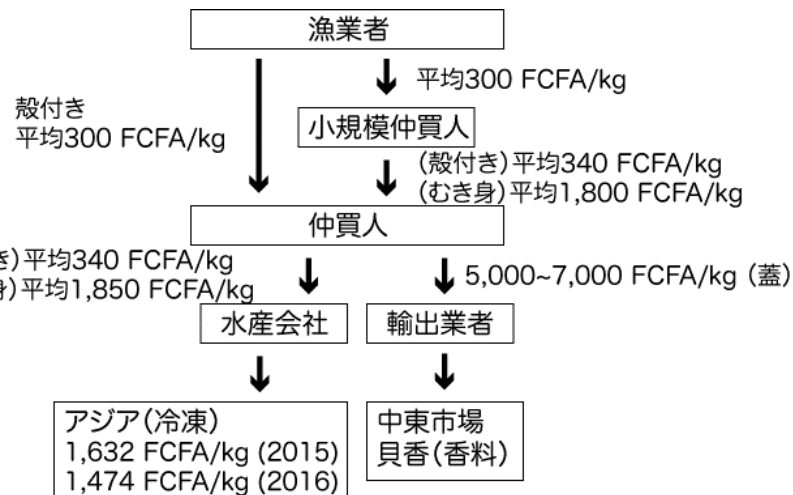 漁業者
平均300 FCFA/kg
殻付き
平均300 FCFA/kg
小規模仲買人
(殻付き)平均340 FCFA/kg
(むき身)平均1,800 FCFA/kg
仲買人
き)平均340 FCFA/kg
身)平均1,850 FCFA/kg
5,000~7,000 FCFA/kg (蓋)
水産会社
輸出業者
アジア(冷凍)
1,632 FCFA/kg (2015)
1,474 FCFA/kg (2016)
中東市場
貝香(香料)